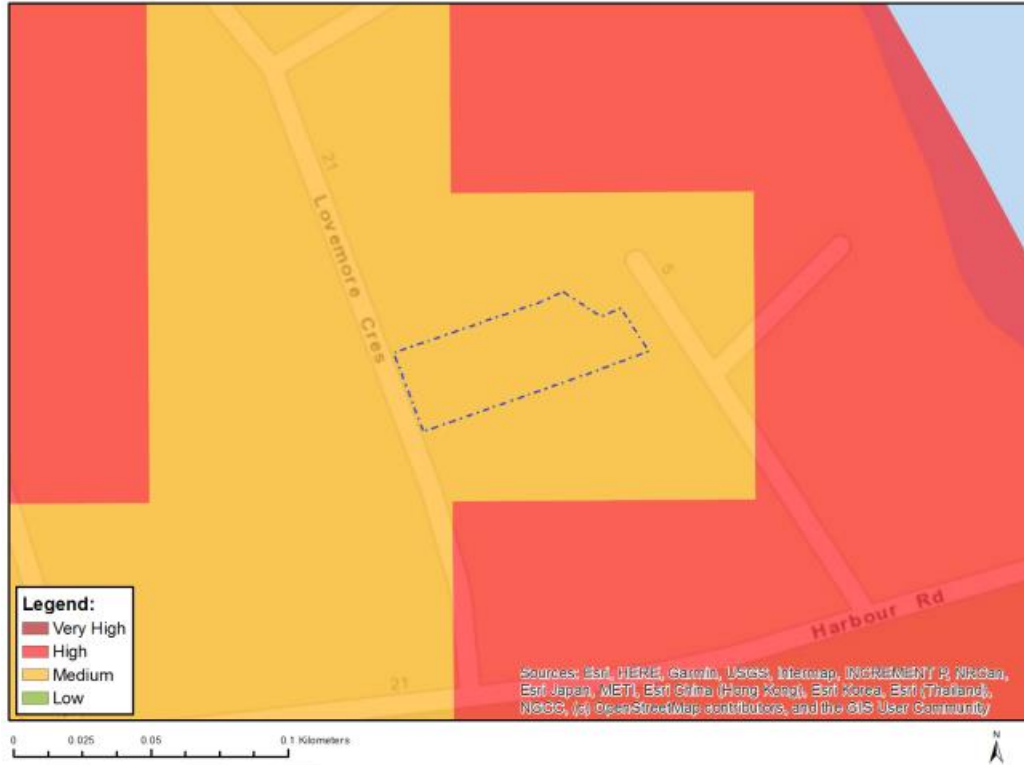 21
Lovemore Cres
5
Harbour Rd
21
Legend:
Very High
High
Medium
Low
Sources: Esri, HERE, Garmin, USGS, Intermap, INCREMENT P, NRCan,
Esri Japan, METI, Esri China (Hong Kong), Esri Korea, Esri (Thailand),
NGCC, (c) OpenStreetMap contributors, and the GIS User Community
0 0.025 0.05 0.1 Kilometers
N